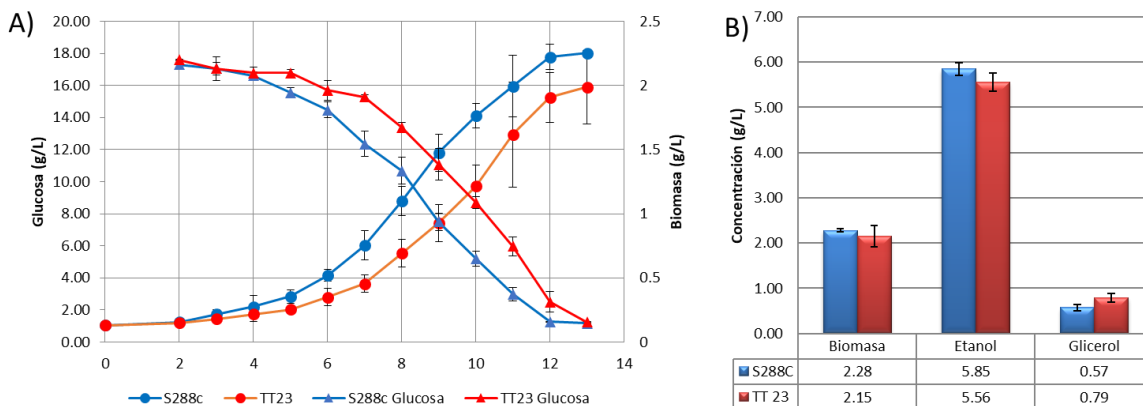 A)
Glucosa (g/L)
20.00
18.00
16.00
14.00
12.00
10.00
8.00
6.00
4.00
2.00
0.00
0 2 4 6 8 10 12 14
2.5
2
1.5
1
0.5
0
Biomasa (g/L)
S288c TT23 S288c Glucosa TT23 Glucosa
B)
Concentración (g/L)
7.00
6.00
5.00
4.00
3.00
2.00
1.00
0.00
Biomasa Etanol Glicerol
S288C 2.28 5.85 0.57
TT 23 2.15 5.56 0.79